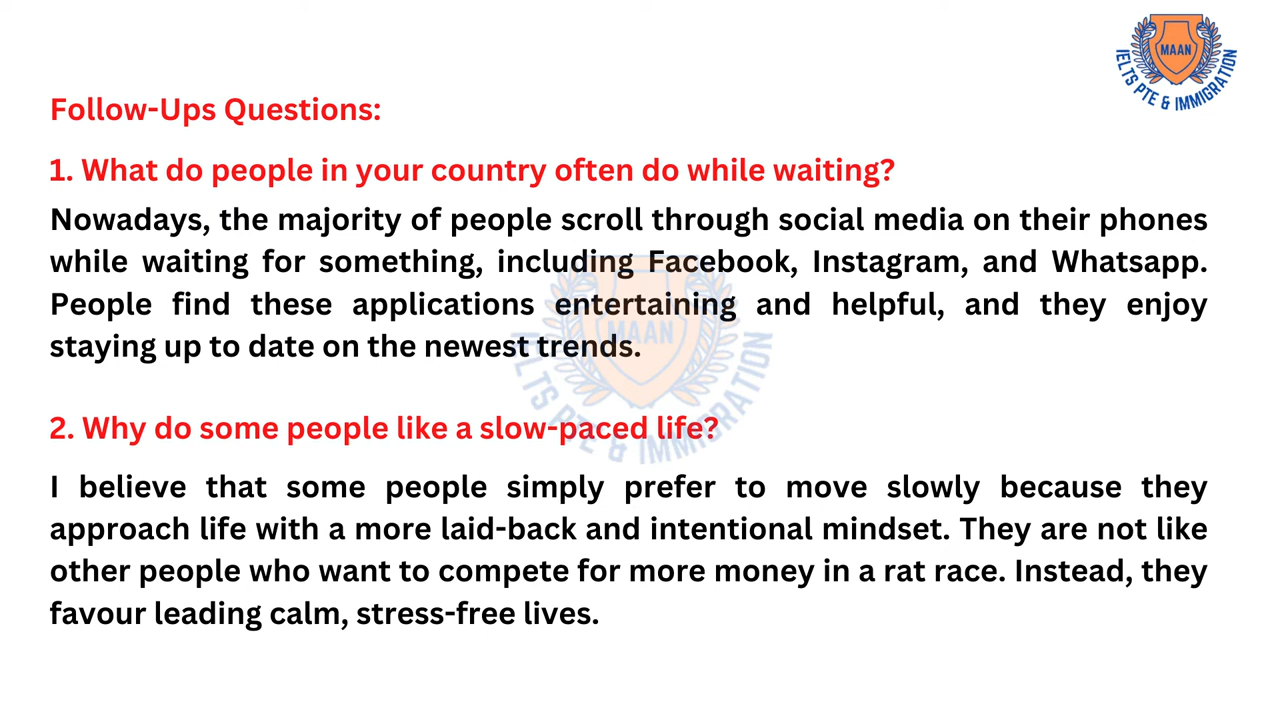 MAAN
IELTS PTE & IMMIGRATION
Follow-Ups Questions:
1. What do people in your country often do while waiting?
Nowadays, the majority of people scroll through social media on their phones
while waiting for something, including Facebook, Instagram, and Whatsapp.
People find these applications entertaining and helpful, and they enjoy
staying up to date on the newest trends.
MAAN
IELTS PTE & IMMIGRATION
2. Why do some people like a slow-paced life?
I believe that some people simply prefer to move slowly because they
approach life with a more laid-back and intentional mindset. They are not like
other people who want to compete for more money in a rat race. Instead, they
favour leading calm, stress-free lives.